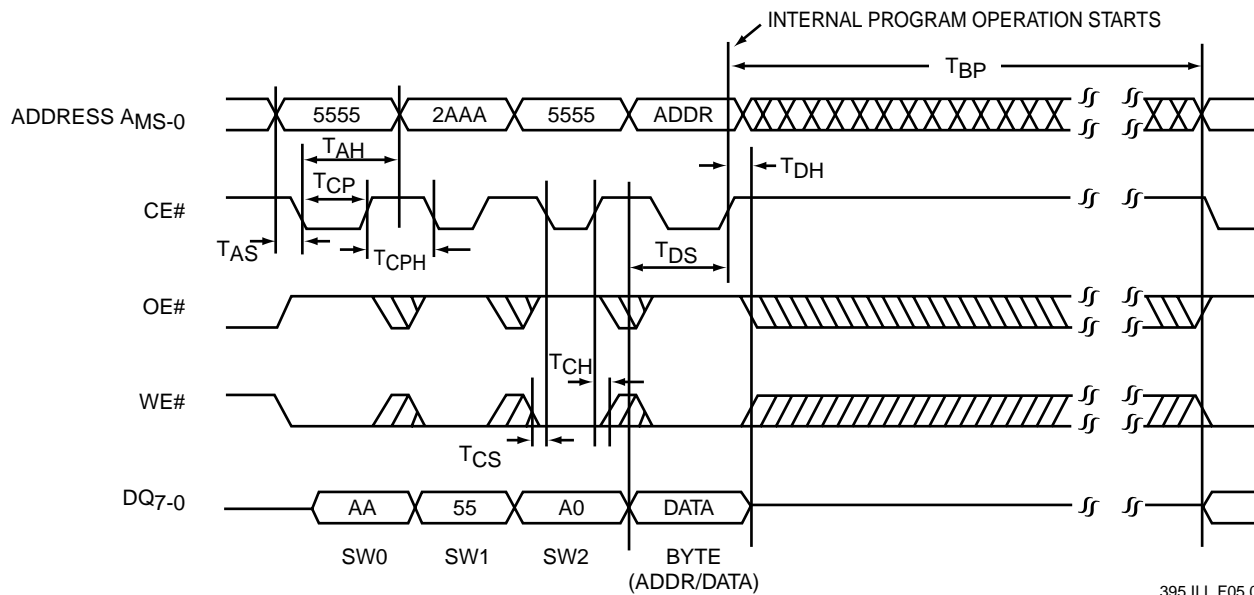 INTERNAL PROGRAM OPERATION STARTS
TBP
ADDRESS AMS-0
5555 2AAA 5555 ADDR
TAH
TDH
TCP
CE#
TAS
TCPH
TDS
OE#
TCH
WE#
TCS
DQ7-0
AA 55 A0 DATA
SW0 SW1 SW2 BYTE
(ADDR/DATA)